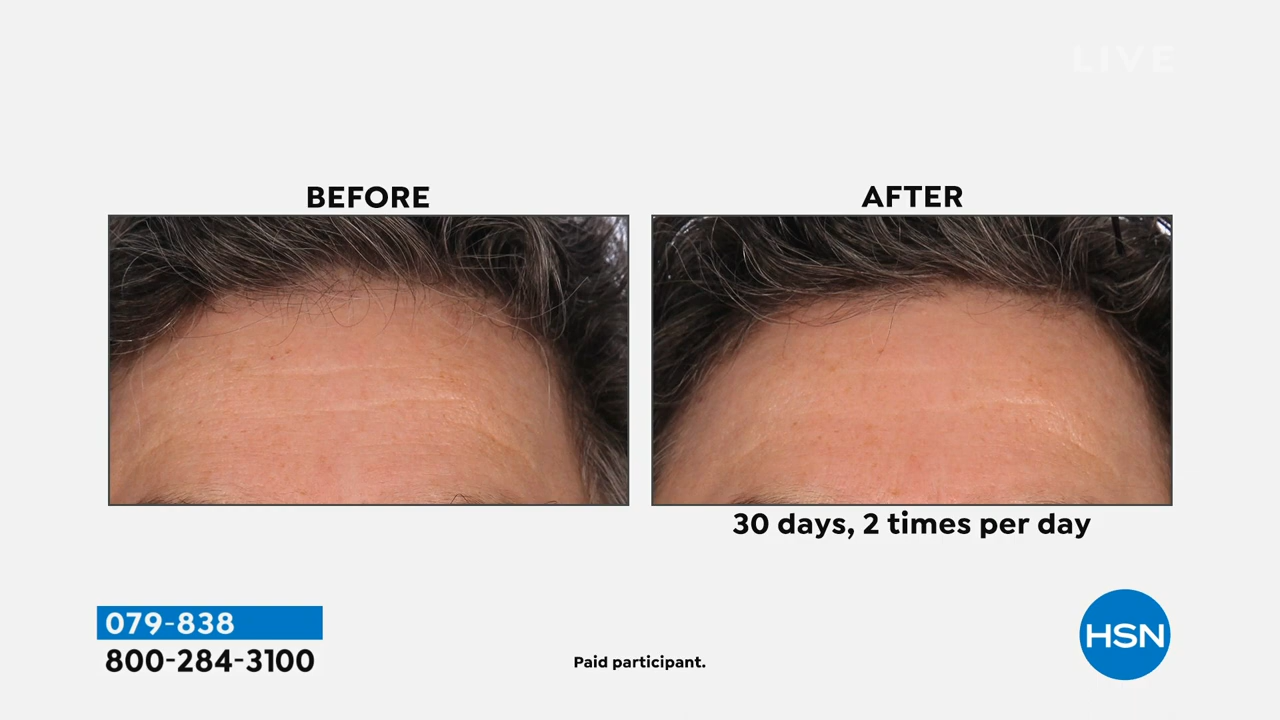 LIVE
BEFORE
AFTER
30 days, 2 times per day
079-838
800-284-3100
Paid participant.
HSN